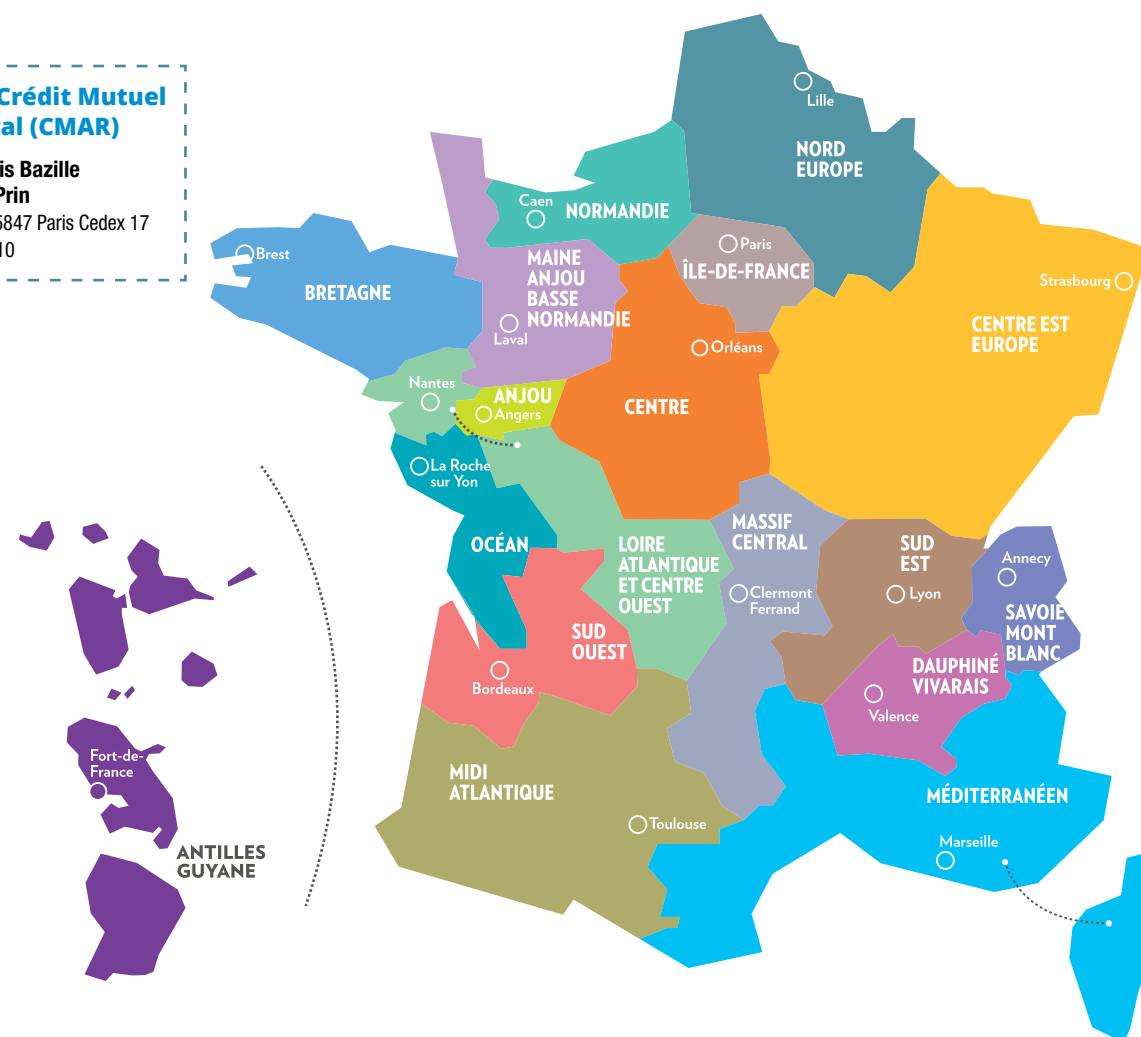 Crédit Mutuel
al (CMAR)
is Bazille
Prin
5847 Paris Cedex 17
10
Lille
NORD
EUROPE
Caen
NORMANDIE
Paris
ÎLE-DE-FRANCE
Brest
BRETAGNE
MAINE
ANJOU
BASSE
NORMANDIE
Laval
Strasbourg
CENTRE EST
EUROPE
Orléans
CENTRE
Nantes
ANJOU
Angers
La Roche
sur Yon
OCÉAN
LOIRE
ATLANTIQUE
ET CENTRE
OUEST
MASSIF
CENTRAL
Clermont
Ferrand
SUD
EST
Lyon
Annecy
SAVOIE
MONT
BLANC
SUD
OUEST
Bordeaux
DAUPHINÉ
VIVARAIS
Valence
MIDI
ATLANTIQUE
Toulouse
MÉDITERRANÉEN
Marseille
Fort-de-
France
ANTILLES
GUYANE